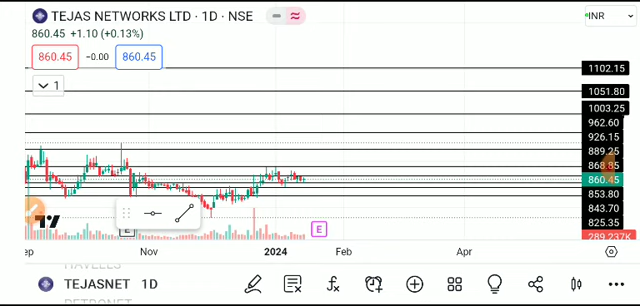 TEJAS NETWORKS LTD · 1D · NSE
INR
860.45 +1.10 (+0.13%)
860.45 −0.00 860.45
1
1102.15
1051.80
1003.25
962.60
926.15
889.25
868.85
860.45
853.80
843.70
825.35
289.237K
E E
ep Nov 2024 Feb Apr
HAVELLS
TEJASNET 1D
PETRONET